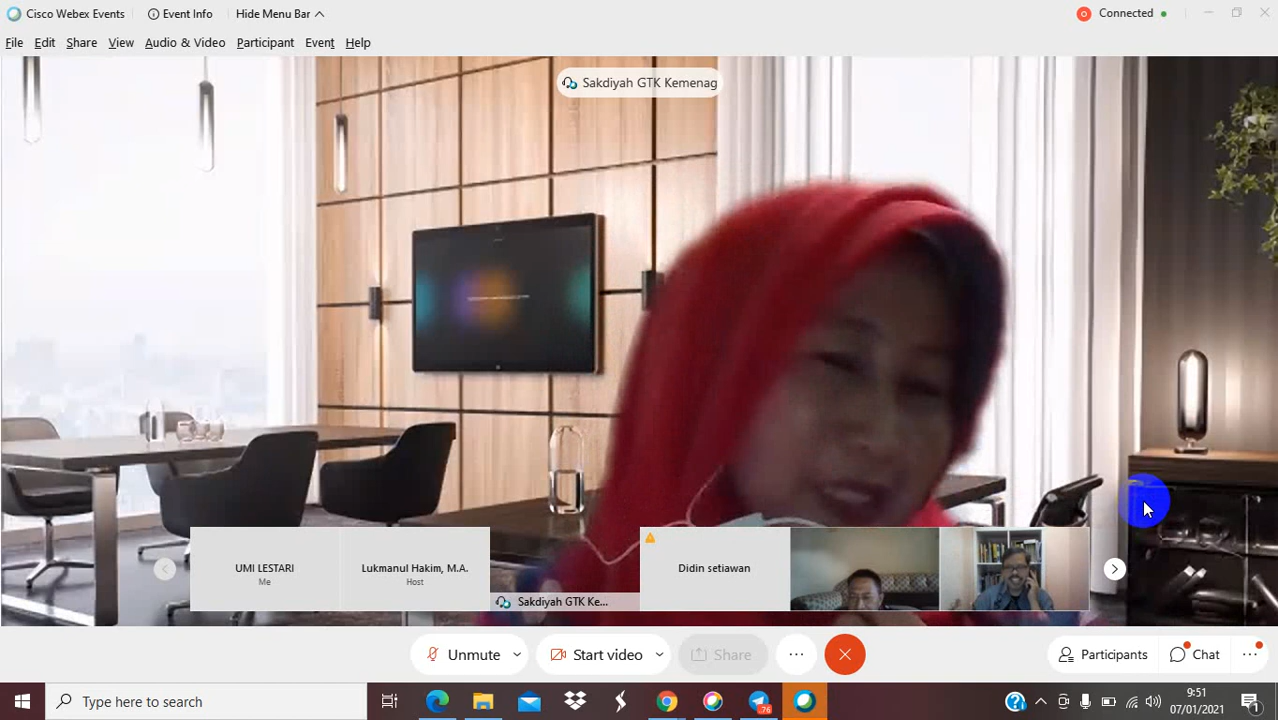 Cisco Webex Events
Event Info
Hide Menu Bar
Connected
File Edit Share View Audio & Video Participant Event Help
Sakdiyah GTK Kemenag
UMI LESTARI
Me
Lukmanul Hakim, M.A.
Host
Sakdiyah GTK Ke...
Didin setiawan
Unmute
Start video
Share
Participants
Chat
Type here to search
76
9:51
07/01/2021
1